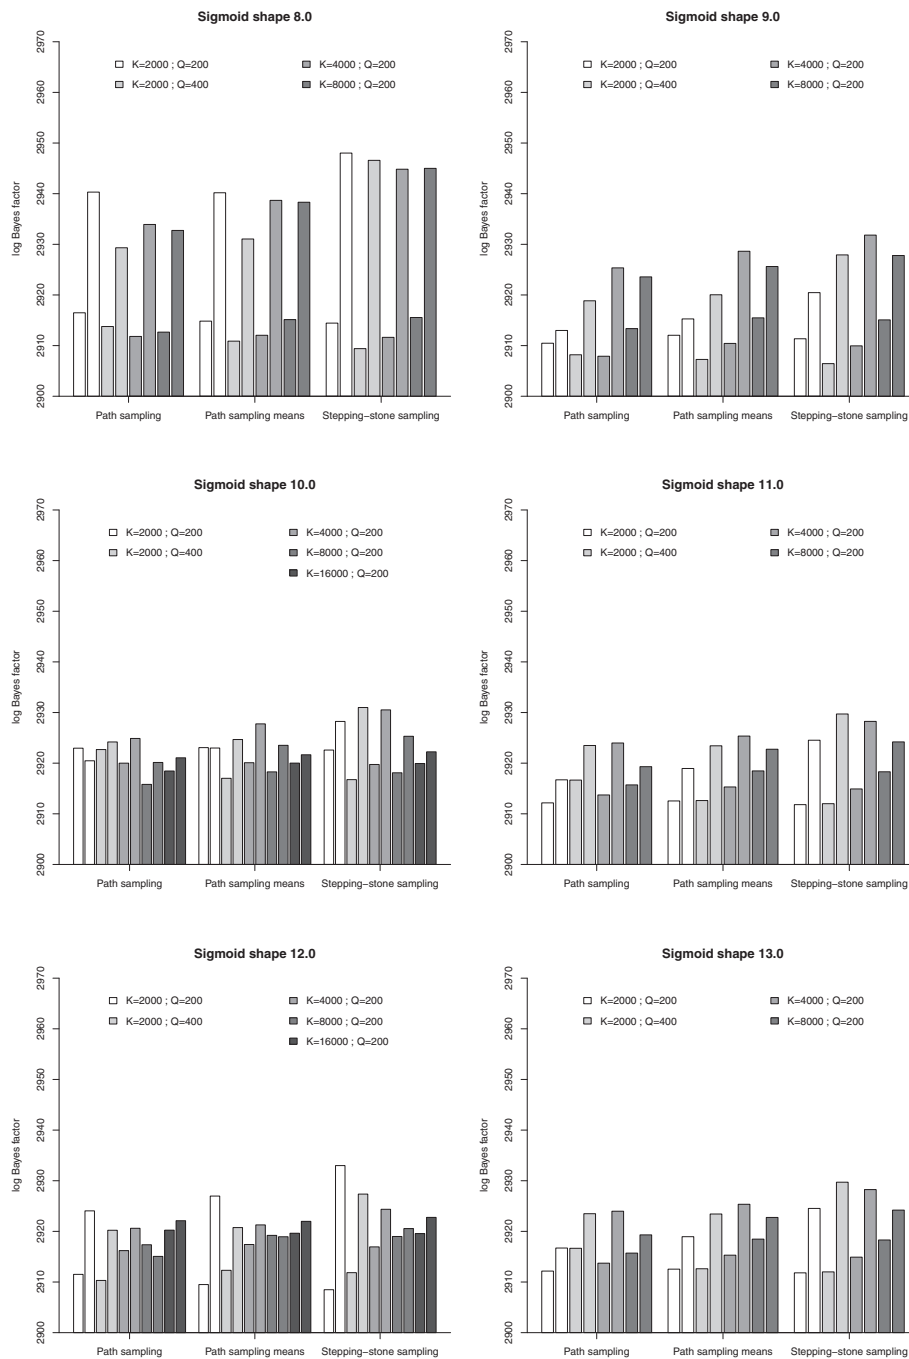 Sigmoid shape 8.0
log Bayes factor
2900 2910 2920 2930 2940 2950 2960 2970
K=2000 ; Q=200
K=2000 ; Q=400
K=4000 ; Q=200
K=8000 ; Q=200
Path sampling
Path sampling means
Stepping−stone sampling
Sigmoid shape 9.0
log Bayes factor
2900 2910 2920 2930 2940 2950 2960 2970
K=2000 ; Q=200
K=2000 ; Q=400
K=4000 ; Q=200
K=8000 ; Q=200
Path sampling
Path sampling means
Stepping−stone sampling
Sigmoid shape 10.0
log Bayes factor
2900 2910 2920 2930 2940 2950 2960 2970
K=2000 ; Q=200
K=2000 ; Q=400
K=4000 ; Q=200
K=8000 ; Q=200
K=16000 ; Q=200
Path sampling
Path sampling means
Stepping−stone sampling
Sigmoid shape 11.0
log Bayes factor
2900 2910 2920 2930 2940 2950 2960 2970
K=2000 ; Q=200
K=2000 ; Q=400
K=4000 ; Q=200
K=8000 ; Q=200
Path sampling
Path sampling means
Stepping−stone sampling
Sigmoid shape 12.0
log Bayes factor
2900 2910 2920 2930 2940 2950 2960 2970
K=2000 ; Q=200
K=2000 ; Q=400
K=4000 ; Q=200
K=8000 ; Q=200
K=16000 ; Q=200
Path sampling
Path sampling means
Stepping−stone sampling
Sigmoid shape 13.0
log Bayes factor
2900 2910 2920 2930 2940 2950 2960 2970
K=2000 ; Q=200
K=2000 ; Q=400
K=4000 ; Q=200
K=8000 ; Q=200
Path sampling
Path sampling means
Stepping−stone sampling